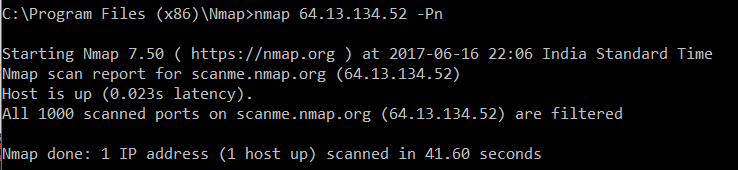 C:\Program Files (x86)\Nmap>nmap 64.13.134.52 -Pn
Starting Nmap 7.50 ( https://nmap.org ) at 2017-06-16 22:06 India Standard Time
Nmap scan report for scanme.nmap.org (64.13.134.52)
Host is up (0.023s latency).
All 1000 scanned ports on scanme.nmap.org (64.13.134.52) are filtered
Nmap done: 1 IP address (1 host up) scanned in 41.60 seconds